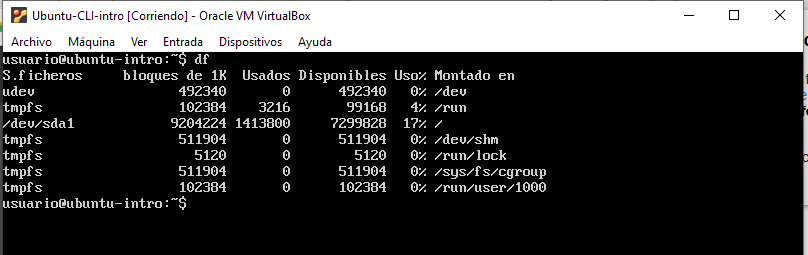 Ubuntu-CLI-intro [Corriendo] - Oracle VM VirtualBox
Archivo Máquina Ver Entrada Dispositivos Ayuda
usuario@ubuntu-intro:~$ df
S.ficheros bloques de 1K Usados Disponibles Uso% Montado en
udev 492340 0 492340 0% /dev
tmpfs 102384 3216 99168 4% /run
/dev/sda1 9204224 1413800 7299828 17% /
tmpfs 511904 0 511904 0% /dev/shm
tmpfs 5120 0 5120 0% /run/lock
tmpfs 511904 0 511904 0% /sys/fs/cgroup
tmpfs 102384 0 102384 0% /run/user/1000
usuario@ubuntu-intro:~$